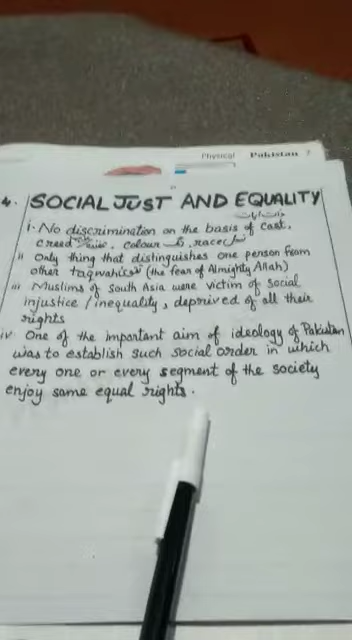 Physical Pakistan 7
4. SOCIAL JUST AND EQUALITY
i. No discrimination on the basis of cast,
creed, colour, race
ii Only thing that distinguishes one person from
other taqwah is (the fear of Almighty Allah)
iii Muslims of South Asia were victim of Social
injustice / inequality, deprived of all their
rights
iv One of the important aim of ideology of Pakistan
was to establish such social order in which
every one or every segment of the society
enjoy same equal rights.